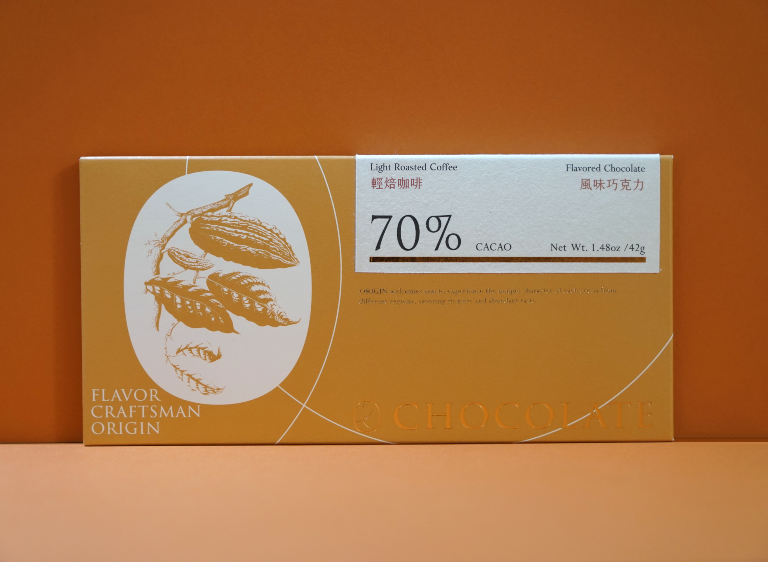 Light Roasted Coffee
Flavored Chocolate
輕焙咖啡
風味巧克力
70% CACAO
Net Wt. 1.48oz /42g
ORIGIN
FLAVOR
CRAFTSMAN
ORIGIN
CHOCOLATE